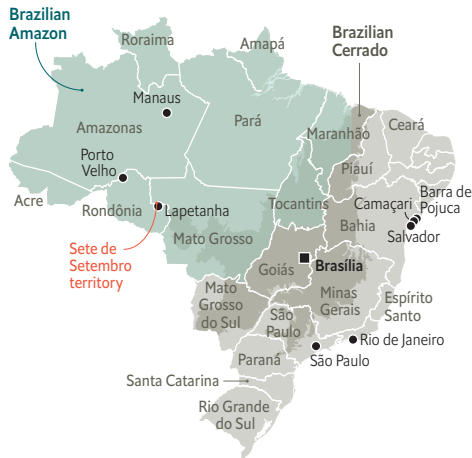 Brazilian
Amazon
Roraima
Amapá
Brazilian
Cerrado
Manaus
Amazonas
Pará
Maranhão
Ceará
Porto
Velho
Piauí
Acre
Rondônia
Lapetanha
Tocantins
Camaçari
Barra de
Pojuca
Bahia
Salvador
Mato Grosso
Sete de
Setembro
territory
Goiás
Brasília
Mato
Grosso
do Sul
Minas
Gerais
Espírito
Santo
São
Paulo
Rio de Janeiro
São Paulo
Paraná
Santa Catarina
Rio Grande
do Sul